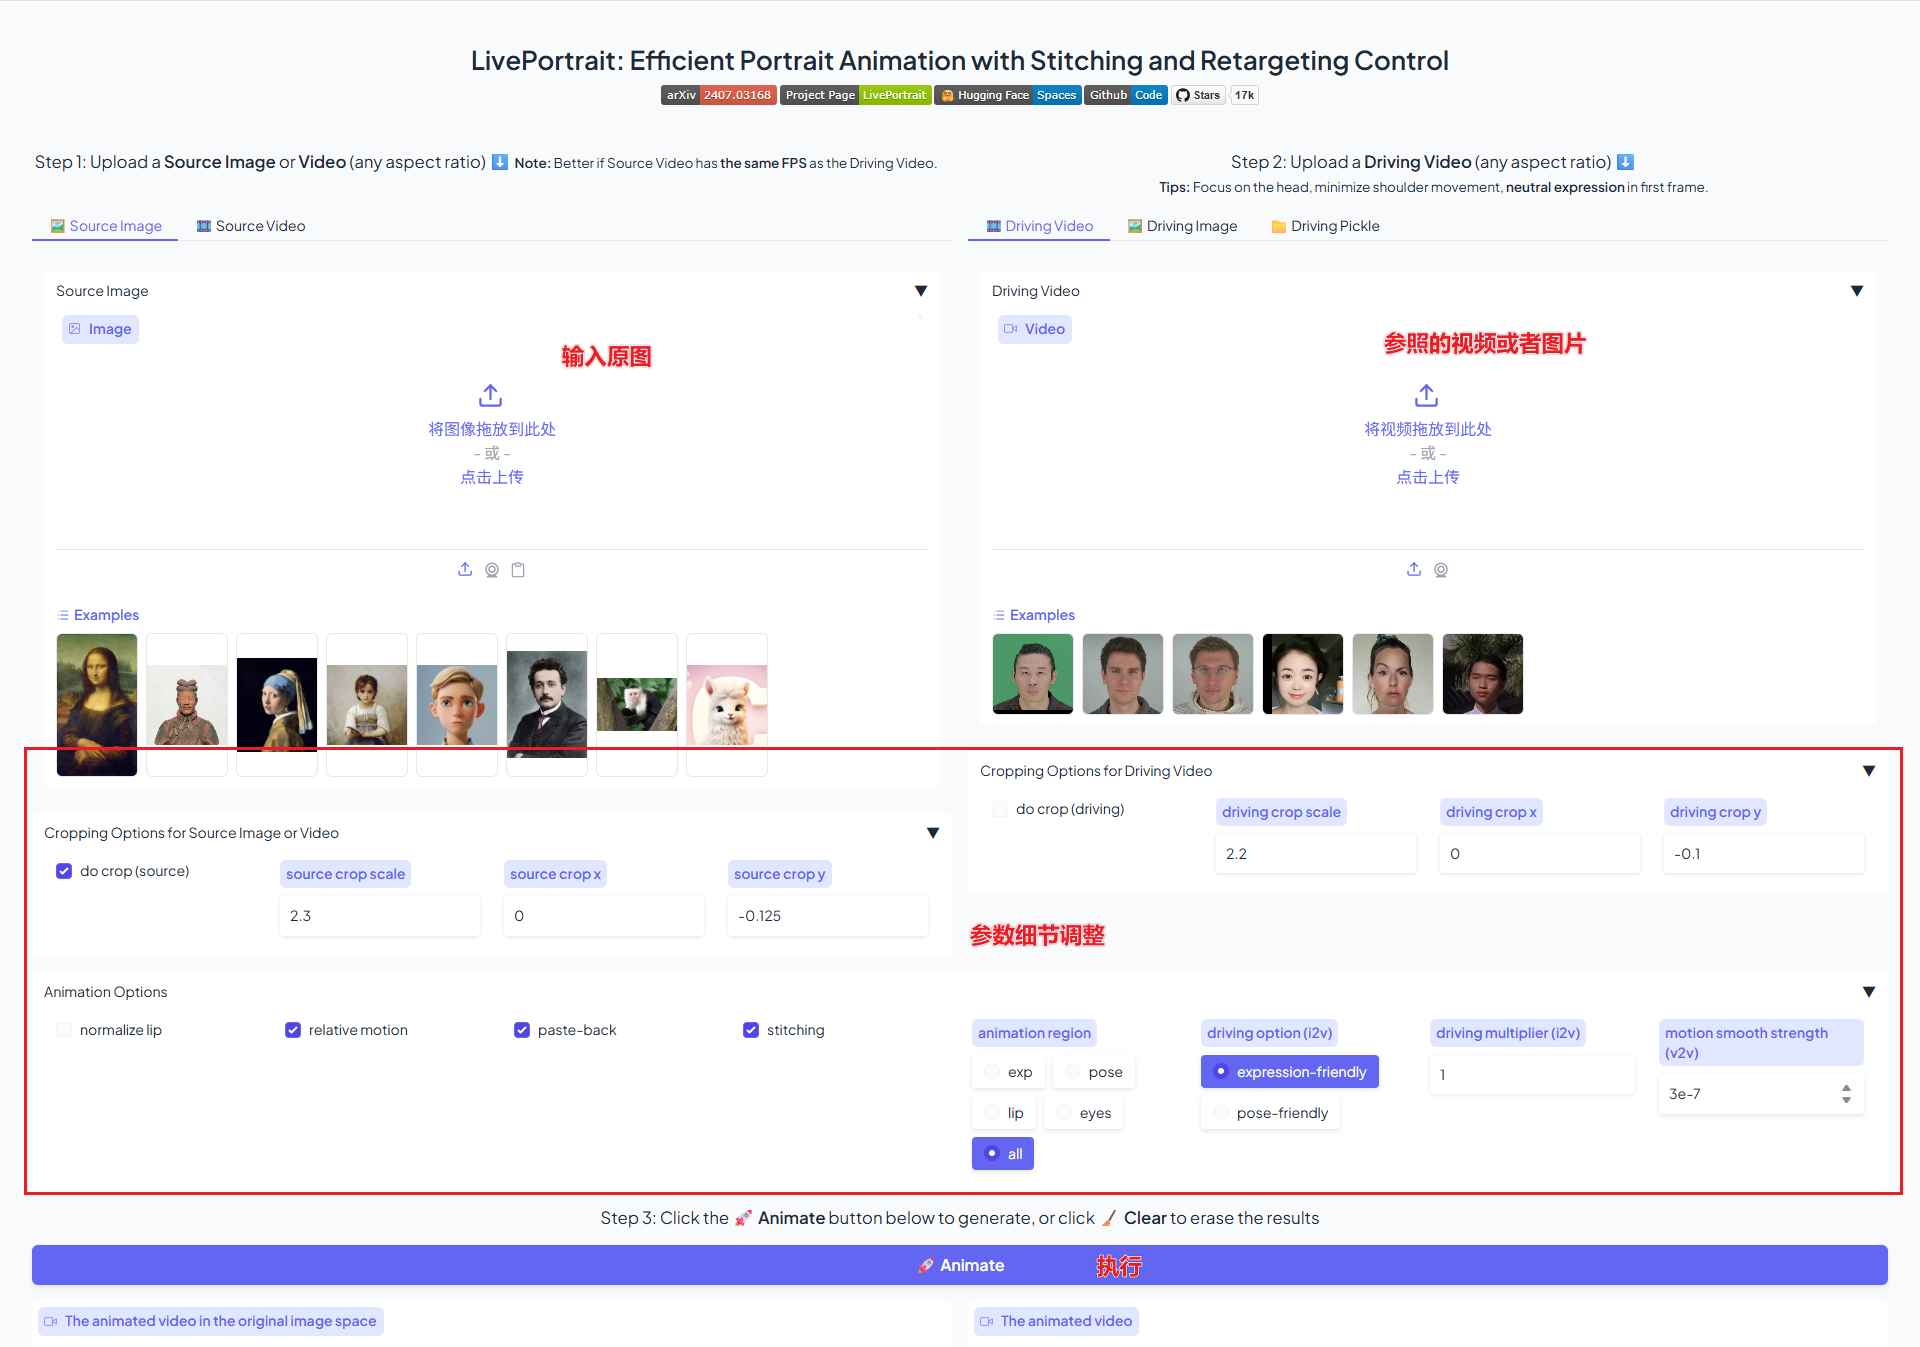 LivePortrait: Efficient Portrait Animation with Stitching and Retargeting Control
arXiv 2407.03168 Project Page LivePortrait Hugging Face Spaces Github Code Stars 17k
Step 1: Upload a Source Image or Video (any aspect ratio) ⬇️ Note: Better if Source Video has the same FPS as the Driving Video.
Source Image Source Video
Source Image
Image
输入原图
将图像拖放到此处
- 或 -
点击上传
Examples
Cropping Options for Source Image or Video
do crop (source)
source crop scale
2.3
source crop x
0
source crop y
-0.125
Step 2: Upload a Driving Video (any aspect ratio) ⬇️
Tips: Focus on the head, minimize shoulder movement, neutral expression in first frame.
Driving Video Driving Image Driving Pickle
Driving Video
Video
参照的视频或者图片
将视频拖放到此处
- 或 -
点击上传
Examples
Cropping Options for Driving Video
do crop (driving)
driving crop scale
2.2
driving crop x
0
driving crop y
-0.1
参数细节调整
Animation Options
normalize lip
relative motion
paste-back
stitching
animation region
exp pose
lip eyes
all
driving option (i2v)
expression-friendly
pose-friendly
driving multiplier (i2v)
1
motion smooth strength
(v2v)
3e-7
Step 3: Click the 🚀 Animate button below to generate, or click 🖌️ Clear to erase the results
🚀 Animate 执行
The animated video in the original image space
The animated video